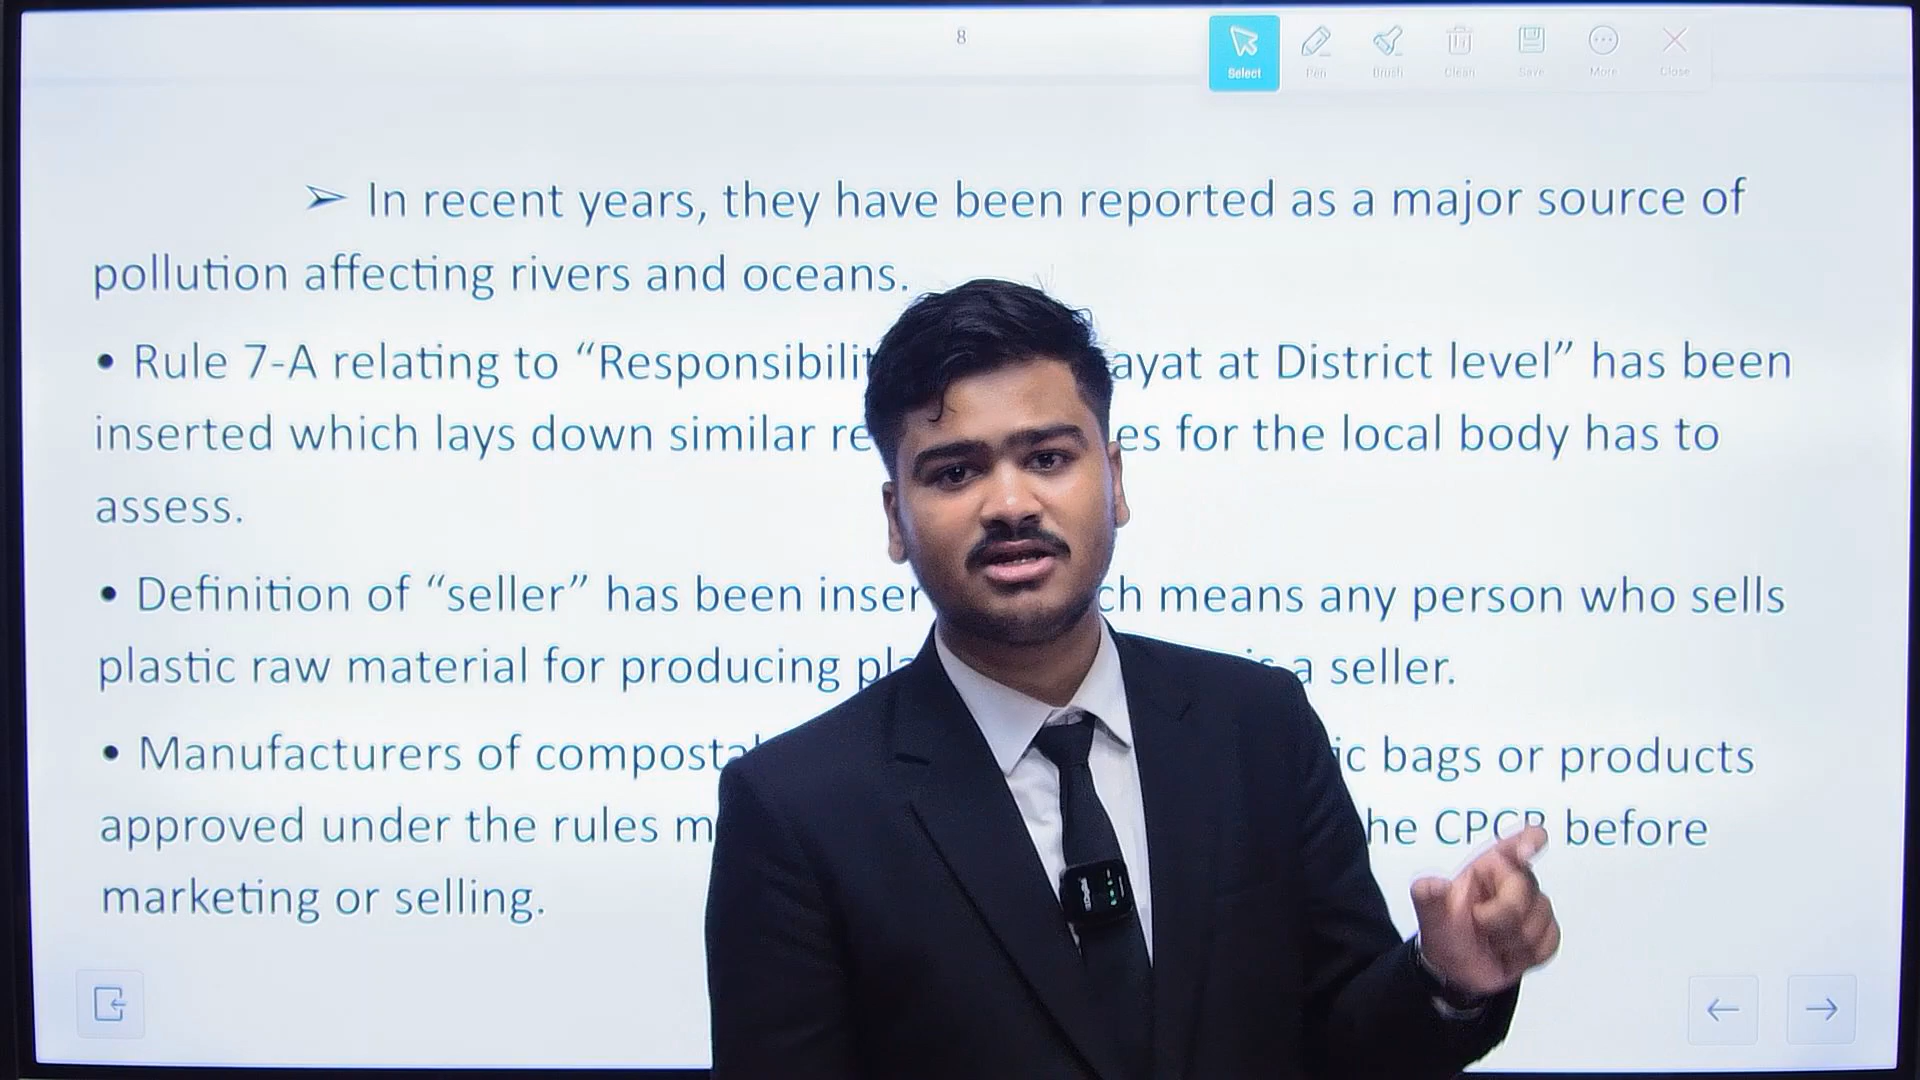 8
Select Pen Brush Clean Save More Close
➢ In recent years, they have been reported as a major source of
pollution affecting rivers and oceans.
• Rule 7-A relating to “Responsibilit ayat at District level” has been
inserted which lays down similar re es for the local body has to
assess.
• Definition of “seller” has been inser ch means any person who sells
plastic raw material for producing pla is a seller.
• Manufacturers of composta ic bags or products
approved under the rules m he CPCB before
marketing or selling.